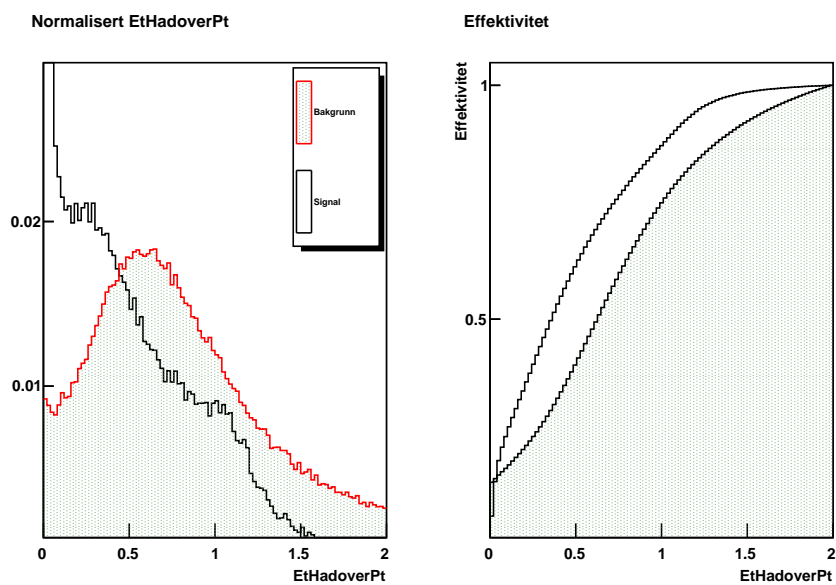 Normalisert EtHadoverPt
Bakgrunn
Signal
0.02
0.01
0
0.5
1
1.5
2
EtHadoverPt
Effektivitet
Effektivitet
1
0.5
0
0.5
1
1.5
2
EtHadoverPt